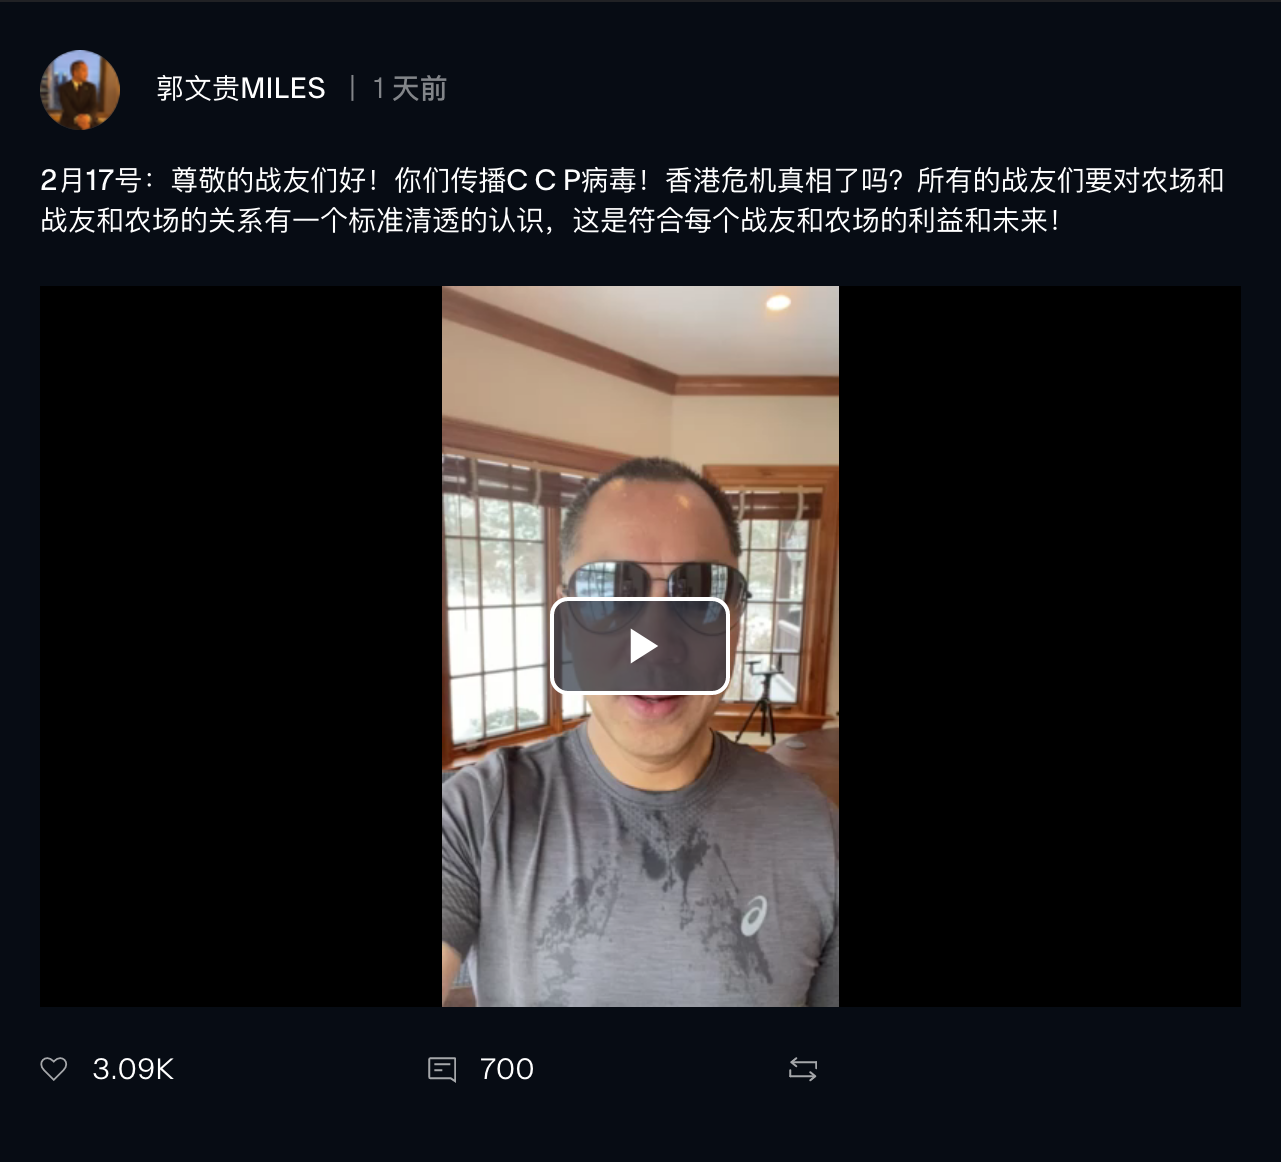 郭文贵MILES | 1 天前
2月17号：尊敬的战友们好！你们传播C C P病毒！香港危机真相了吗？所有的战友们要对农场和
战友和农场的关系有一个标准清透的认识，这是符合每个战友和农场的利益和未来！
3.09K 700